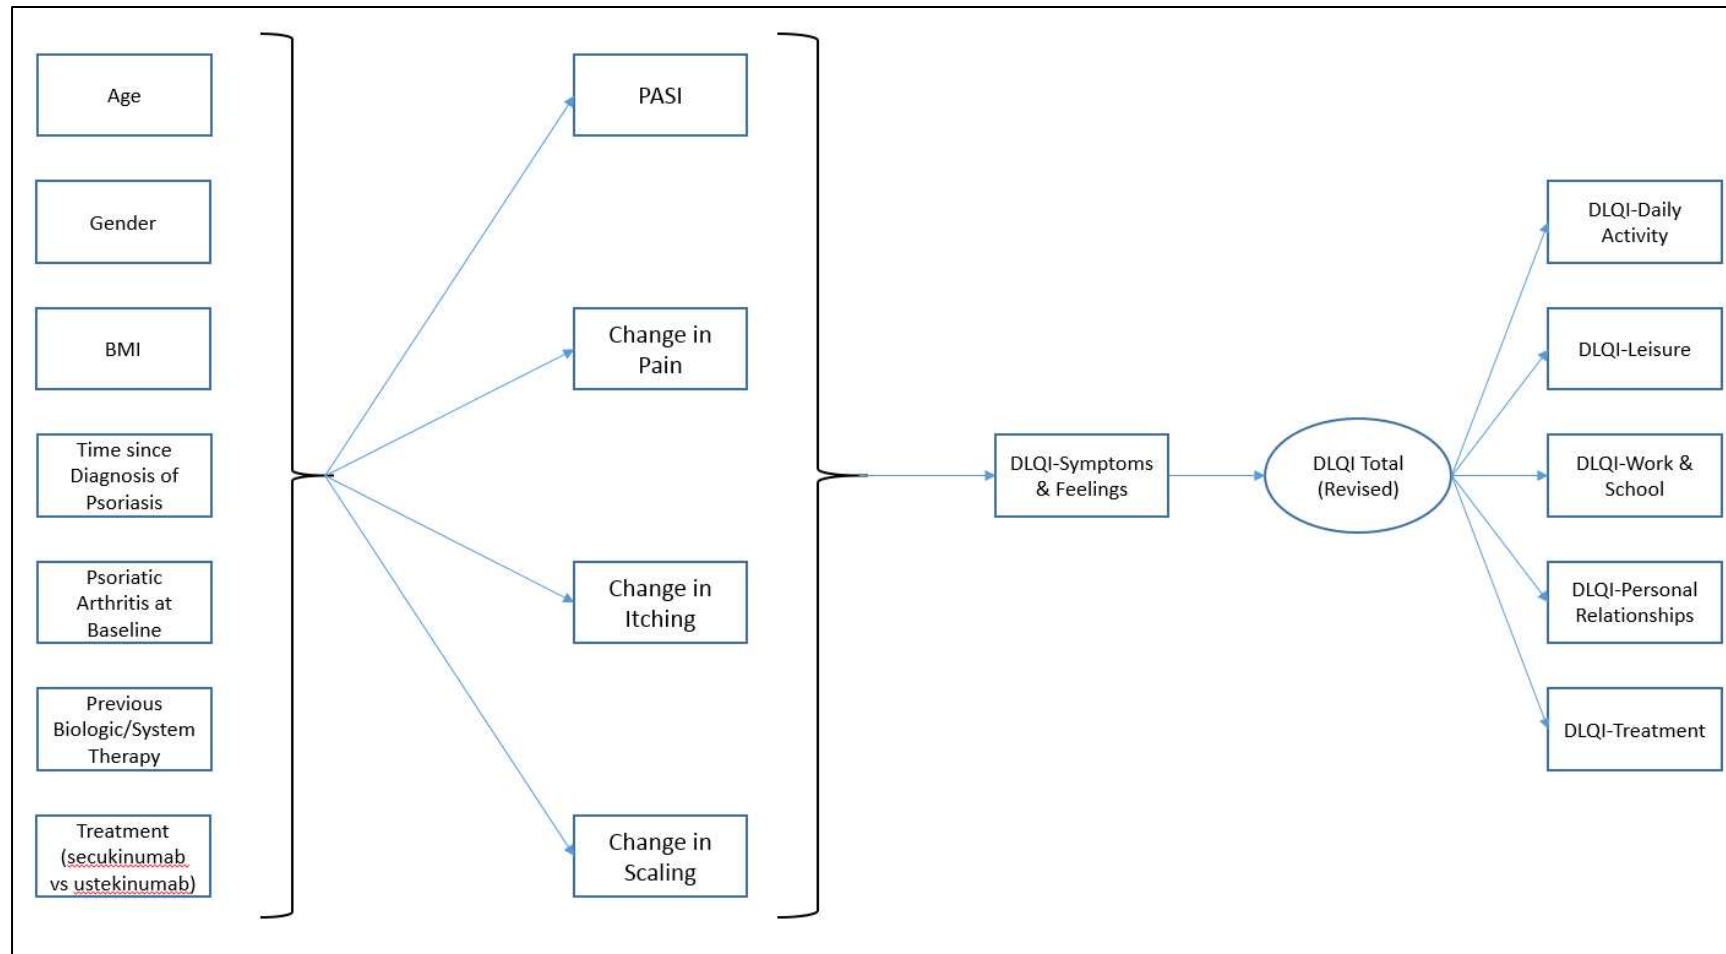 Age
Gender
BMI
Time since
Diagnosis of
Psoriasis
Psoriatic
Arthritis at
Baseline
Previous
Biologic/System
Therapy
Treatment
(secukinumab
vs ustekinumab)
PASI
Change in
Pain
Change in
Itching
Change in
Scaling
DLQI-Symptoms
& Feelings
DLQI Total
(Revised)
DLQI-Daily
Activity
DLQI-Leisure
DLQI-Work &
School
DLQI-Personal
Relationships
DLQI-Treatment